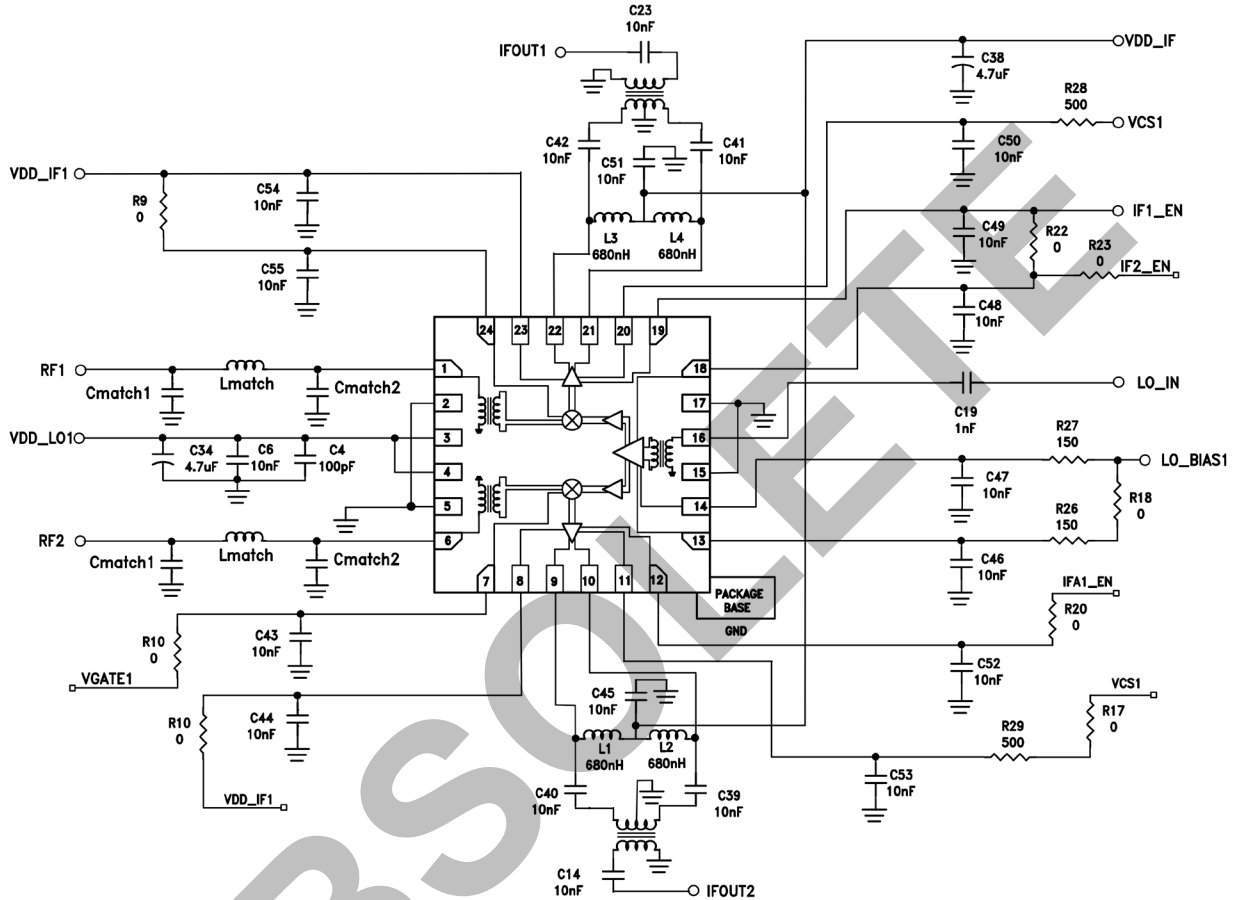 C23
10nF
IFOUT1
VDD_IF
C38
4.7uF
R28
500
VCS1
C42
10nF
C51
10nF
C41
10nF
C50
10nF
VDD_IF1
R9
0
C54
10nF
L3
680nH
L4
680nH
IF1_EN
C49
10nF
R22
0
R23
0
IF2_EN
C55
10nF
C48
10nF
24
23
22
21
20
19
RF1
Lmatch
Cmatch1
Cmatch2
1
18
LO_IN
C19
1nF
2
17
VDD_LO1
C34
4.7uF
C6
10nF
C4
100pF
3
16
R27
150
LO_BIAS1
4
15
C47
10nF
5
14
R18
0
R26
150
RF2
Lmatch
Cmatch1
Cmatch2
6
13
C46
10nF
7
8
9
10
11
12
PACKAGE
BASE
GND
IFA1_EN
R20
0
R10
0
C43
10nF
VGATE1
C52
10nF
C45
10nF
VCS1
R10
0
C44
10nF
R17
0
L1
680nH
L2
680nH
R29
500
VDD_IF1
C40
10nF
C39
10nF
C53
10nF
C14
10nF
IFOUT2
BSOLETE